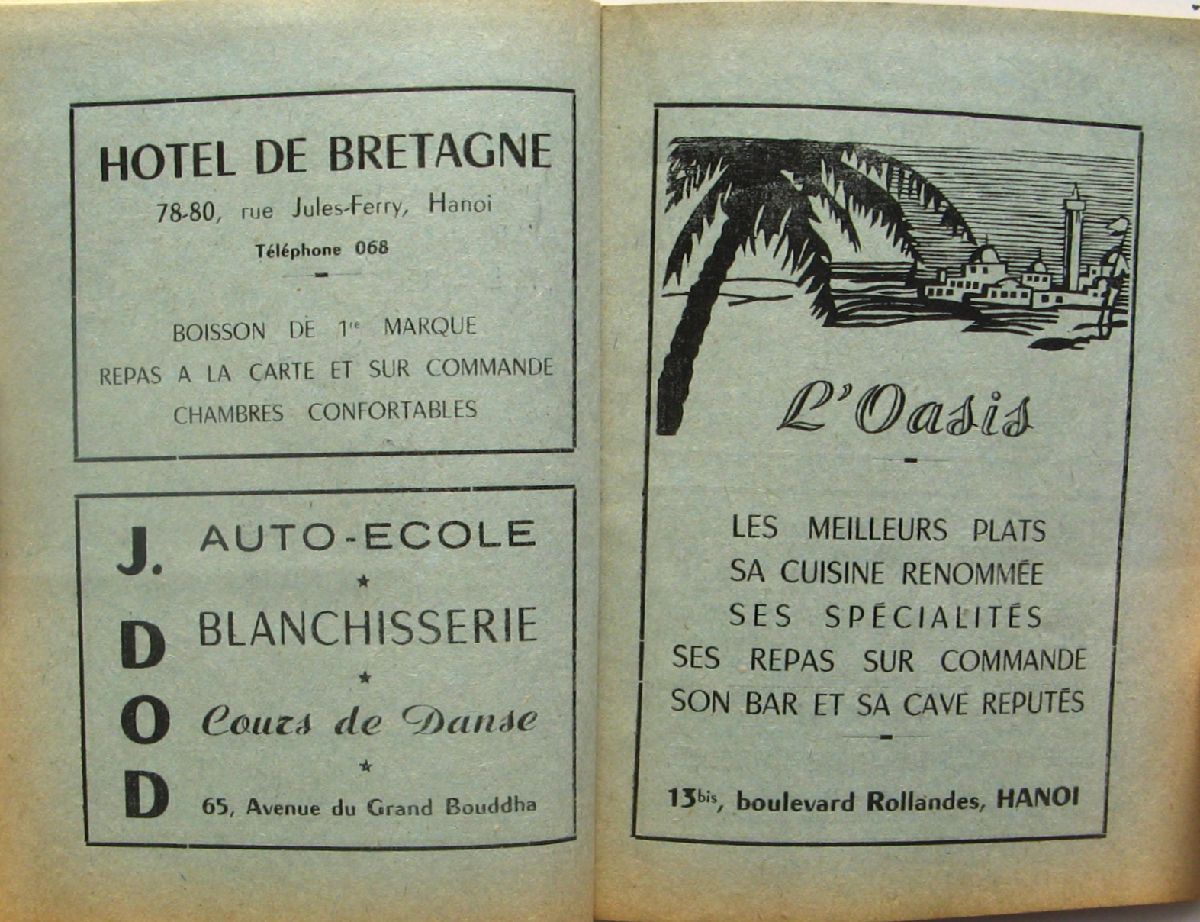 HOTEL DE BRETAGNE
78-80, rue Jules-Ferry, Hanoi
Téléphone 068
BOISSON DE 1re MARQUE
REPAS A LA CARTE ET SUR COMMANDE
CHAMBRES CONFORTABLES
J. DOD
AUTO-ECOLE
BLANCHISSERIE
Cours de Danse
65, Avenue du Grand Bouddha
L'Oasis
LES MEILLEURS PLATS
SA CUISINE RENOMMÉE
SES SPÉCIALITÉS
SES REPAS SUR COMMANDE
SON BAR ET SA CAVE REPUTÉS
13bis, boulevard Rollandes, HANOI